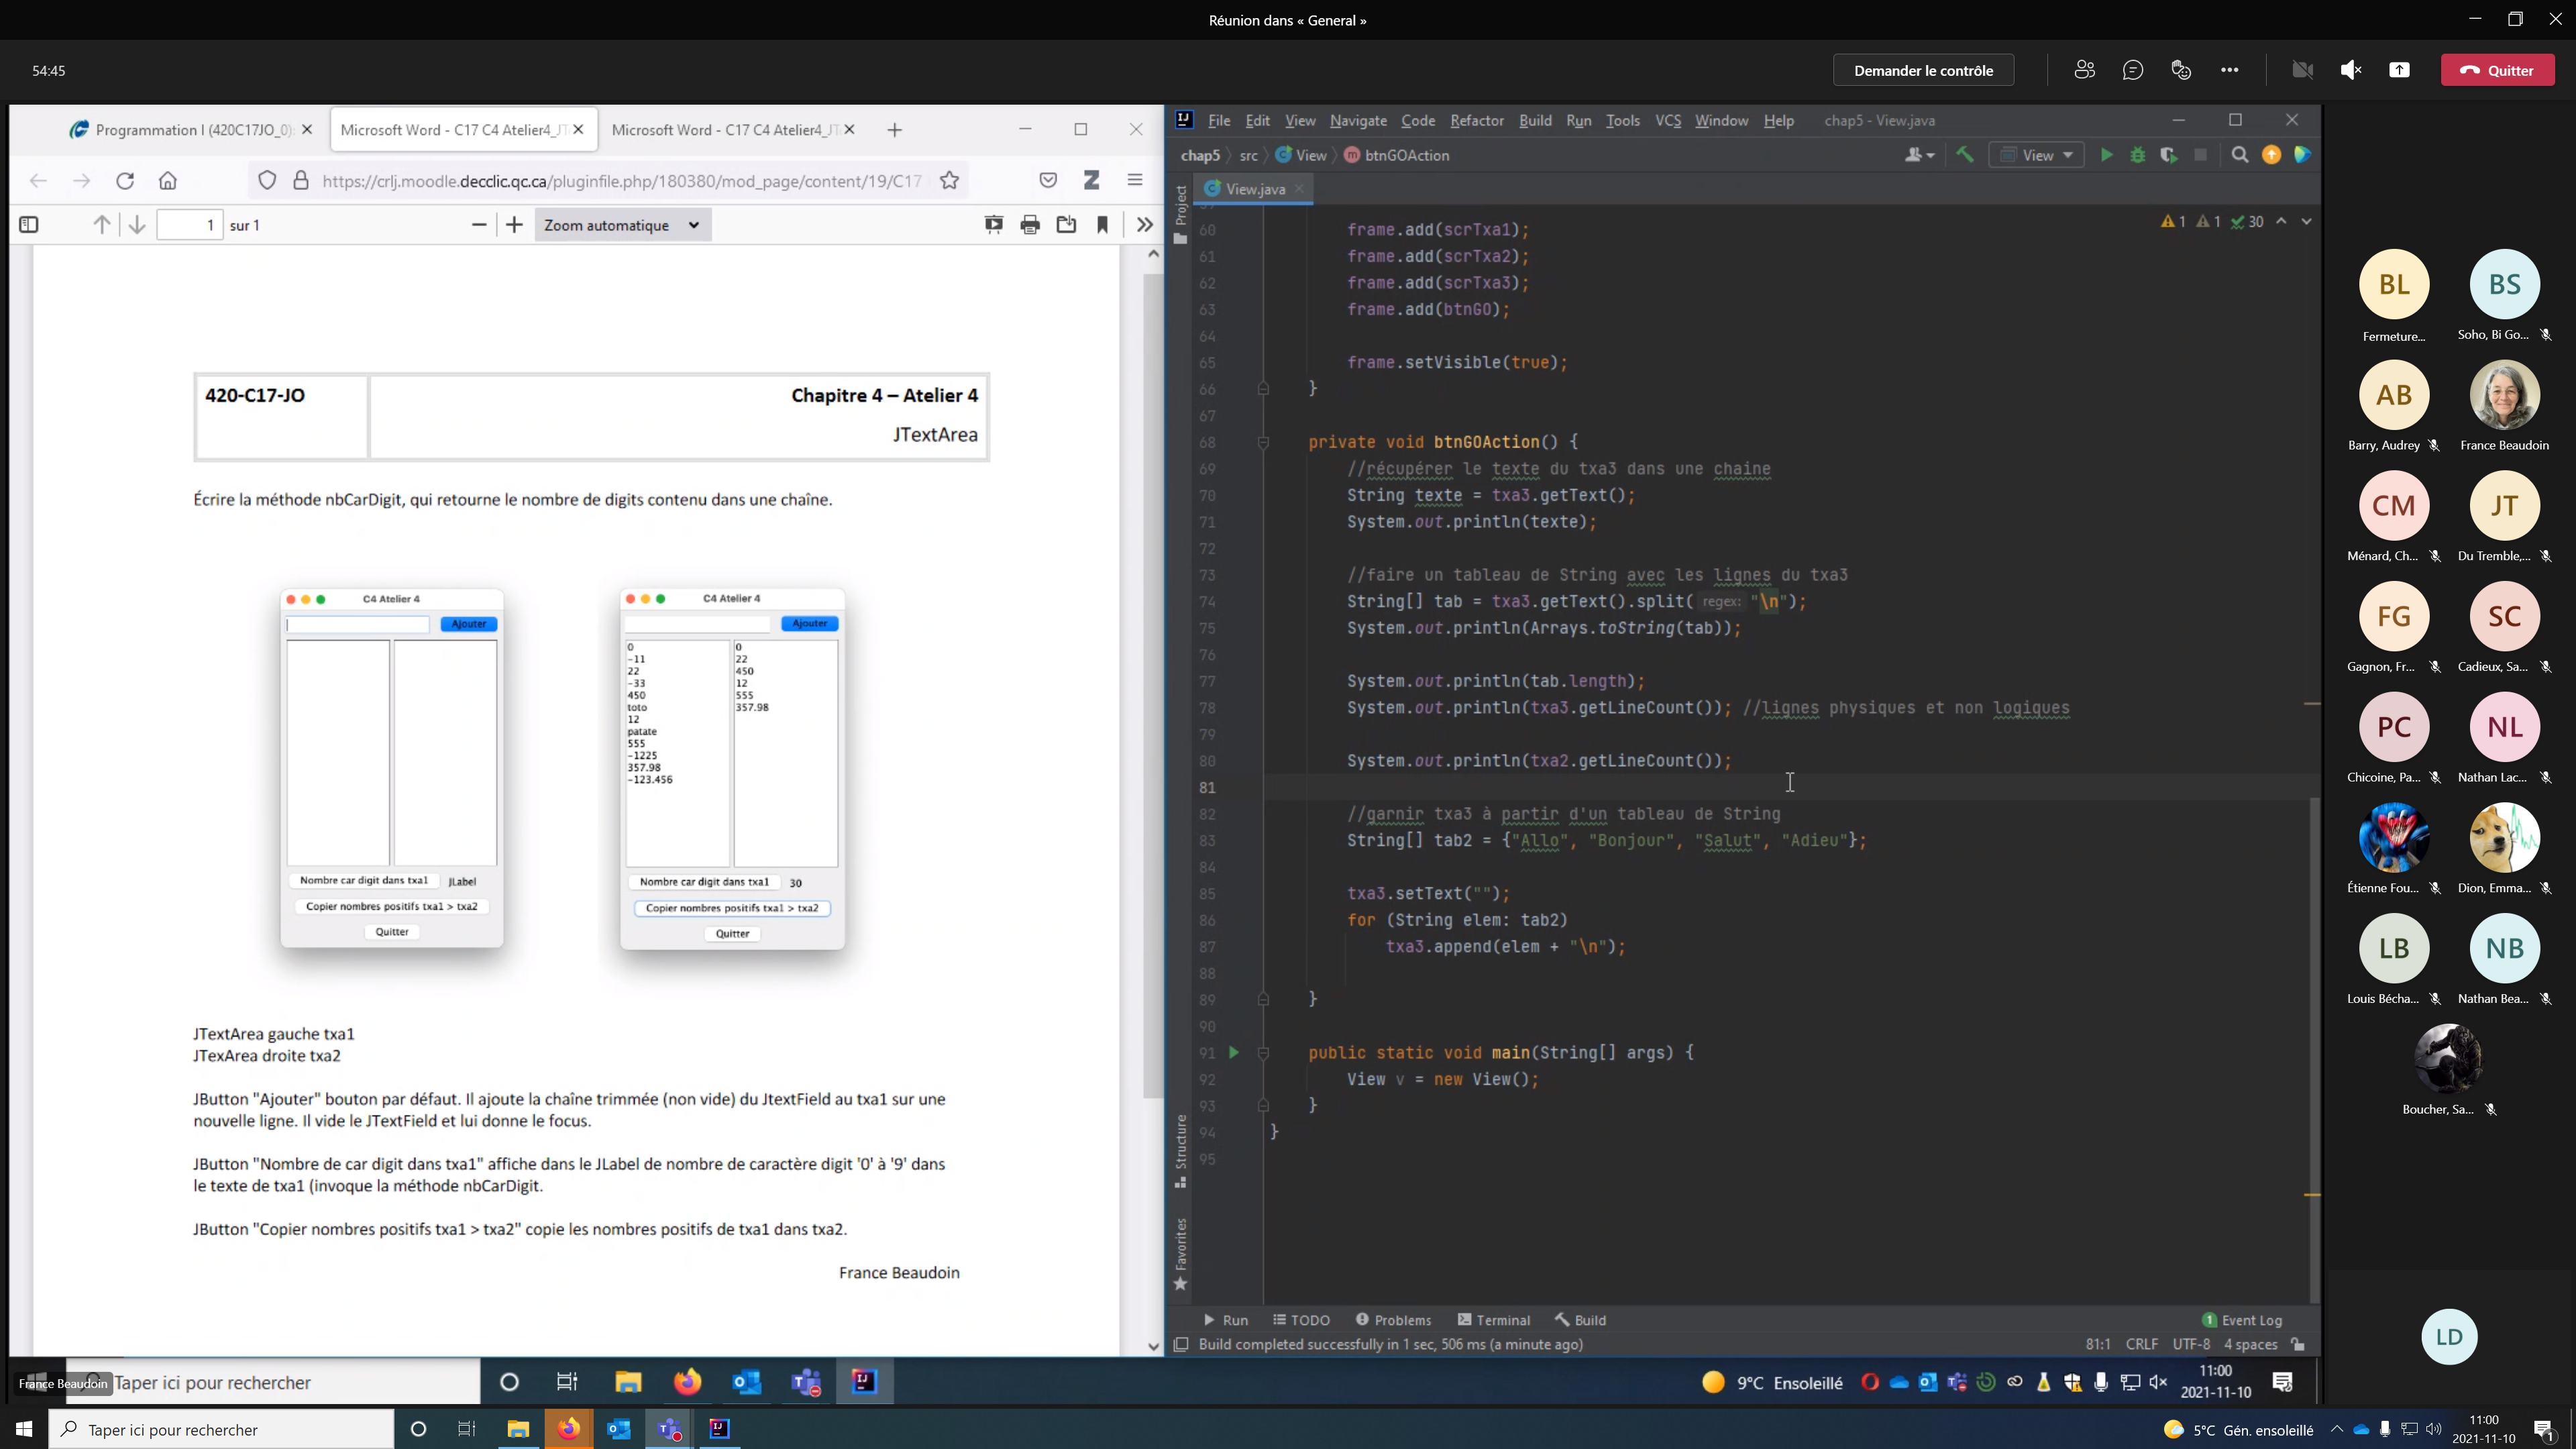 Réunion dans « General »
54:45
Demander le contrôle
Quitter
Programmation I (420C17JO_0):
Microsoft Word - C17 C4 Atelier4_JT
Microsoft Word - C17 C4 Atelier4_JT
https://crlj.moodle.decclic.qc.ca/pluginfile.php/180380/mod_page/content/19/C17
1 sur 1
Zoom automatique
420-C17-JO
Chapitre 4 – Atelier 4
JTextArea
Écrire la méthode nbCarDigit, qui retourne le nombre de digits contenu dans une chaîne.
C4 Atelier 4
Ajouter
Nombre car digit dans txa1
JLabel
Copier nombres positifs txa1 > txa2
Quitter
C4 Atelier 4
Ajouter
0
-11
22
-33
450
toto
12
patate
555
-1225
357.98
-123.456
0
22
450
12
555
357.98
Nombre car digit dans txa1
30
Copier nombres positifs txa1 > txa2
Quitter
JTextArea gauche txa1
JTexArea droite txa2
JButton "Ajouter" bouton par défaut. Il ajoute la chaîne trimmée (non vide) du JtextField au txa1 sur une
nouvelle ligne. Il vide le JTextField et lui donne le focus.
JButton "Nombre de car digit dans txa1" affiche dans le JLabel de nombre de caractère digit '0' à '9' dans
le texte de txa1 (invoque la méthode nbCarDigit.
JButton "Copier nombres positifs txa1 > txa2" copie les nombres positifs de txa1 dans txa2.
France Beaudoin
File Edit View Navigate Code Refactor Build Run Tools VCS Window Help chap5 - View.java
chap5 src View btnGOAction
View
View.java
Project
Structure
Favorites
1 1 30
60 frame.add(scrTxa1);
61 frame.add(scrTxa2);
62 frame.add(scrTxa3);
63 frame.add(btnGO);
64
65 frame.setVisible(true);
66 }
67
68 private void btnGOAction() {
69 //récupérer le texte du txa3 dans une chaine
70 String texte = txa3.getText();
71 System.out.println(texte);
72
73 //faire un tableau de String avec les lignes du txa3
74 String[] tab = txa3.getText().split( regex: "\n");
75 System.out.println(Arrays.toString(tab));
76
77 System.out.println(tab.length);
78 System.out.println(txa3.getLineCount()); //lignes physiques et non logiques
79
80 System.out.println(txa2.getLineCount());
81
82 //garnir txa3 à partir d'un tableau de String
83 String[] tab2 = {"Allo", "Bonjour", "Salut", "Adieu"};
84
85 txa3.setText("");
86 for (String elem: tab2)
87 txa3.append(elem + "\n");
88
89 }
90
91 public static void main(String[] args) {
92 View v = new View();
93 }
94 }
95
Run TODO Problems Terminal Build
1 Event Log
Build completed successfully in 1 sec, 506 ms (a minute ago)
81:1 CRLF UTF-8 4 spaces
France Beaudoin
Taper ici pour rechercher
9°C Ensoleillé
11:00
2021-11-10
BL
Fermeture...
BS
Soho, Bi Go...
AB
Barry, Audrey
France Beaudoin
CM
Ménard, Ch...
JT
Du Tremble,...
FG
Gagnon, Fr...
SC
Cadieux, Sa...
PC
Chicoine, Pa...
NL
Nathan Lac...
Étienne Fou...
Dion, Emma...
LB
Louis Bécha...
NB
Nathan Bea...
Boucher, Sa...
LD
Taper ici pour rechercher
5°C Gén. ensoleillé
11:00
2021-11-10
1